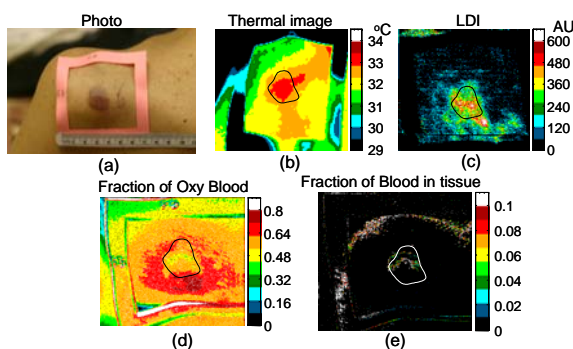 Photo
Thermal image
LDI
(a)
ºC
34
33
32
31
30
29
(b)
AU
600
480
360
240
120
0
(c)
Fraction of Oxy Blood
0.8
0.64
0.48
0.32
0.16
0
(d)
Fraction of Blood in tissue
0.1
0.08
0.06
0.04
0.02
0
(e)